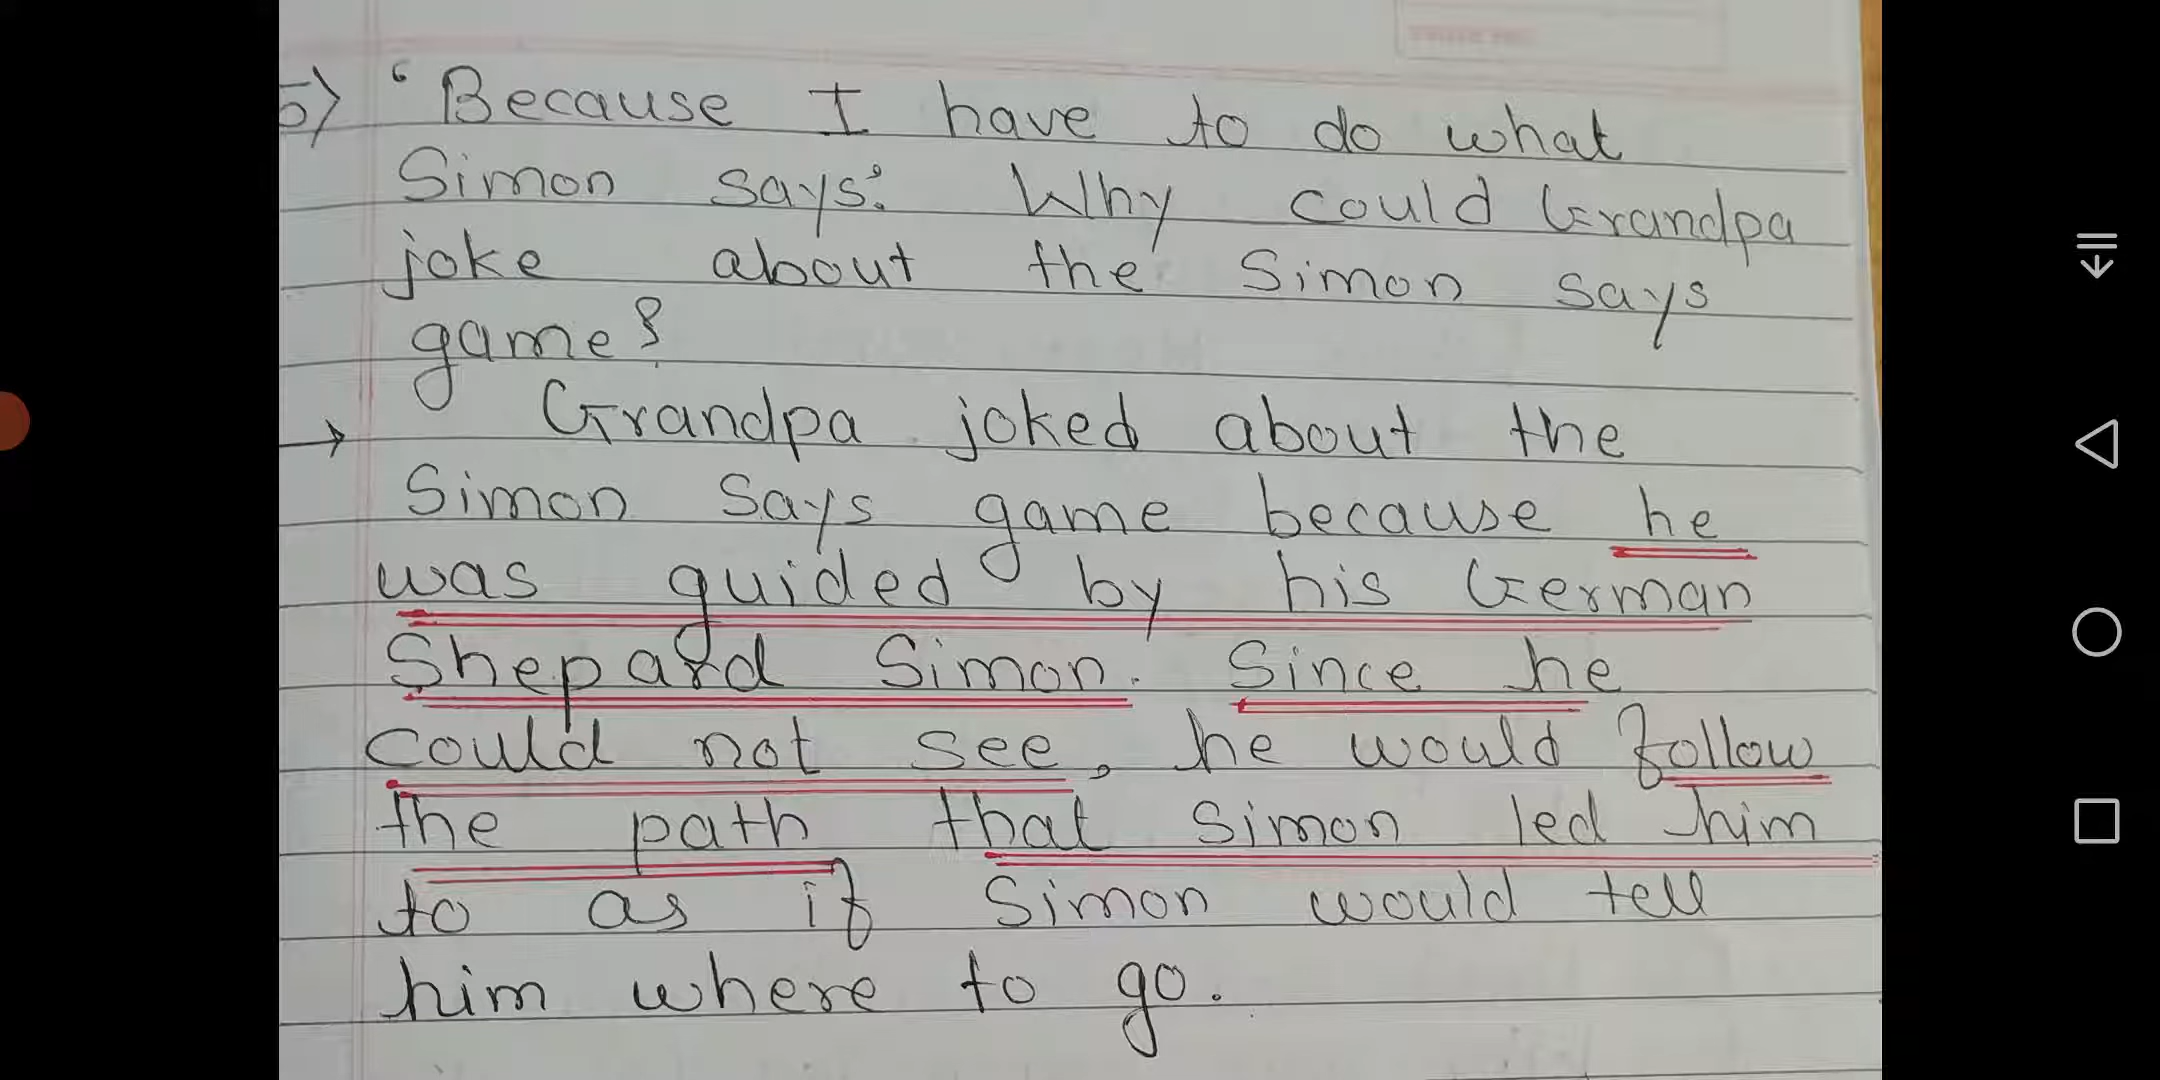 5) ‘Because I have to do what
Simon says.’ Why could Grandpa
joke about the Simon says
game?
→ Grandpa joked about the
Simon Says game because he
was guided by his German
Shepard Simon. Since he
could not see, he would follow
the path that Simon led him
to as if Simon would tell
him where to go.